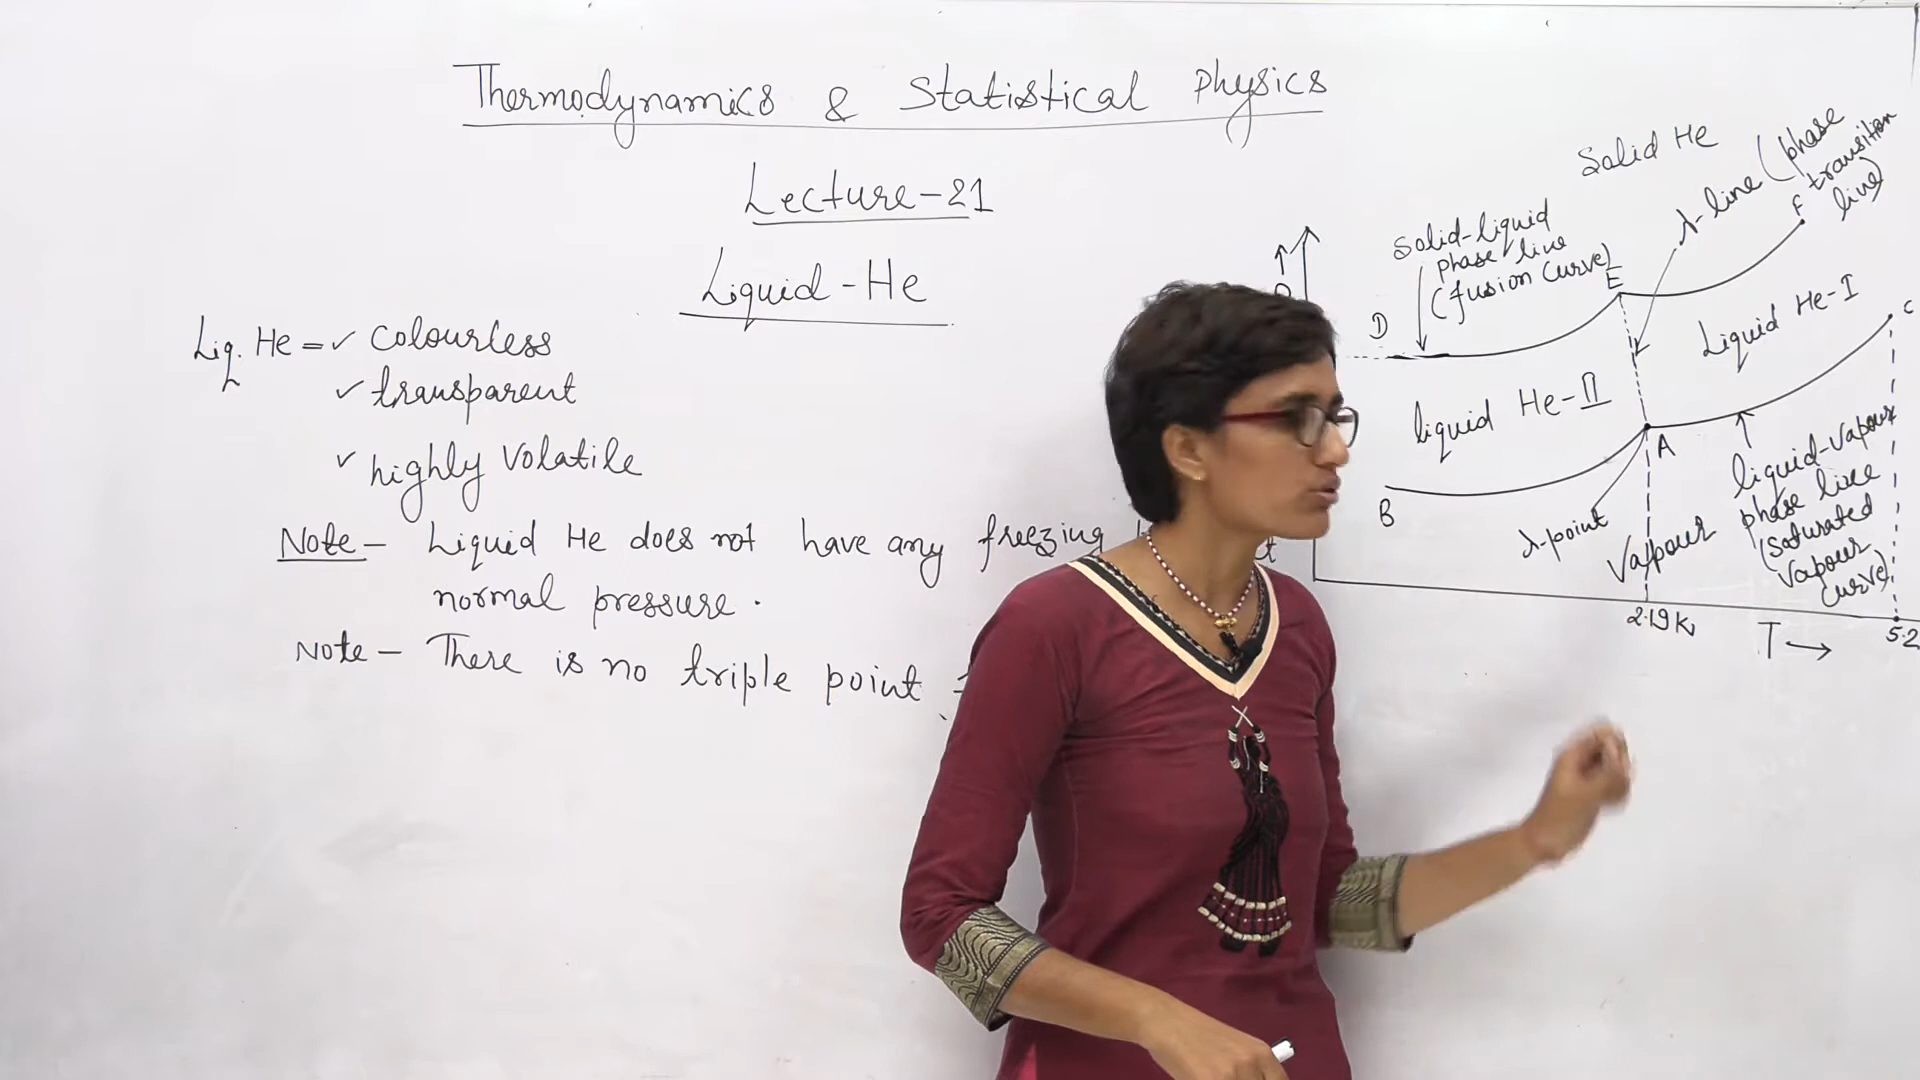 Thermodynamics & Statistical Physics
Lecture-21
Liquid-He
Liq. He = ✓ Colourless
✓ transparent
✓ highly volatile
Note- Liquid He does not have any freezing
normal pressure.
Note- There is no triple point
Solid He
λ-line (phase
transition
line)
Solid-liquid
phase line
(fusion curve)
D
E
F
Liquid He-I
C
liquid He-II
A
B
λ-point
Vapour
liquid-vapour
phase line
(saturated
vapour
curve)
2.19 K
T →
5.2